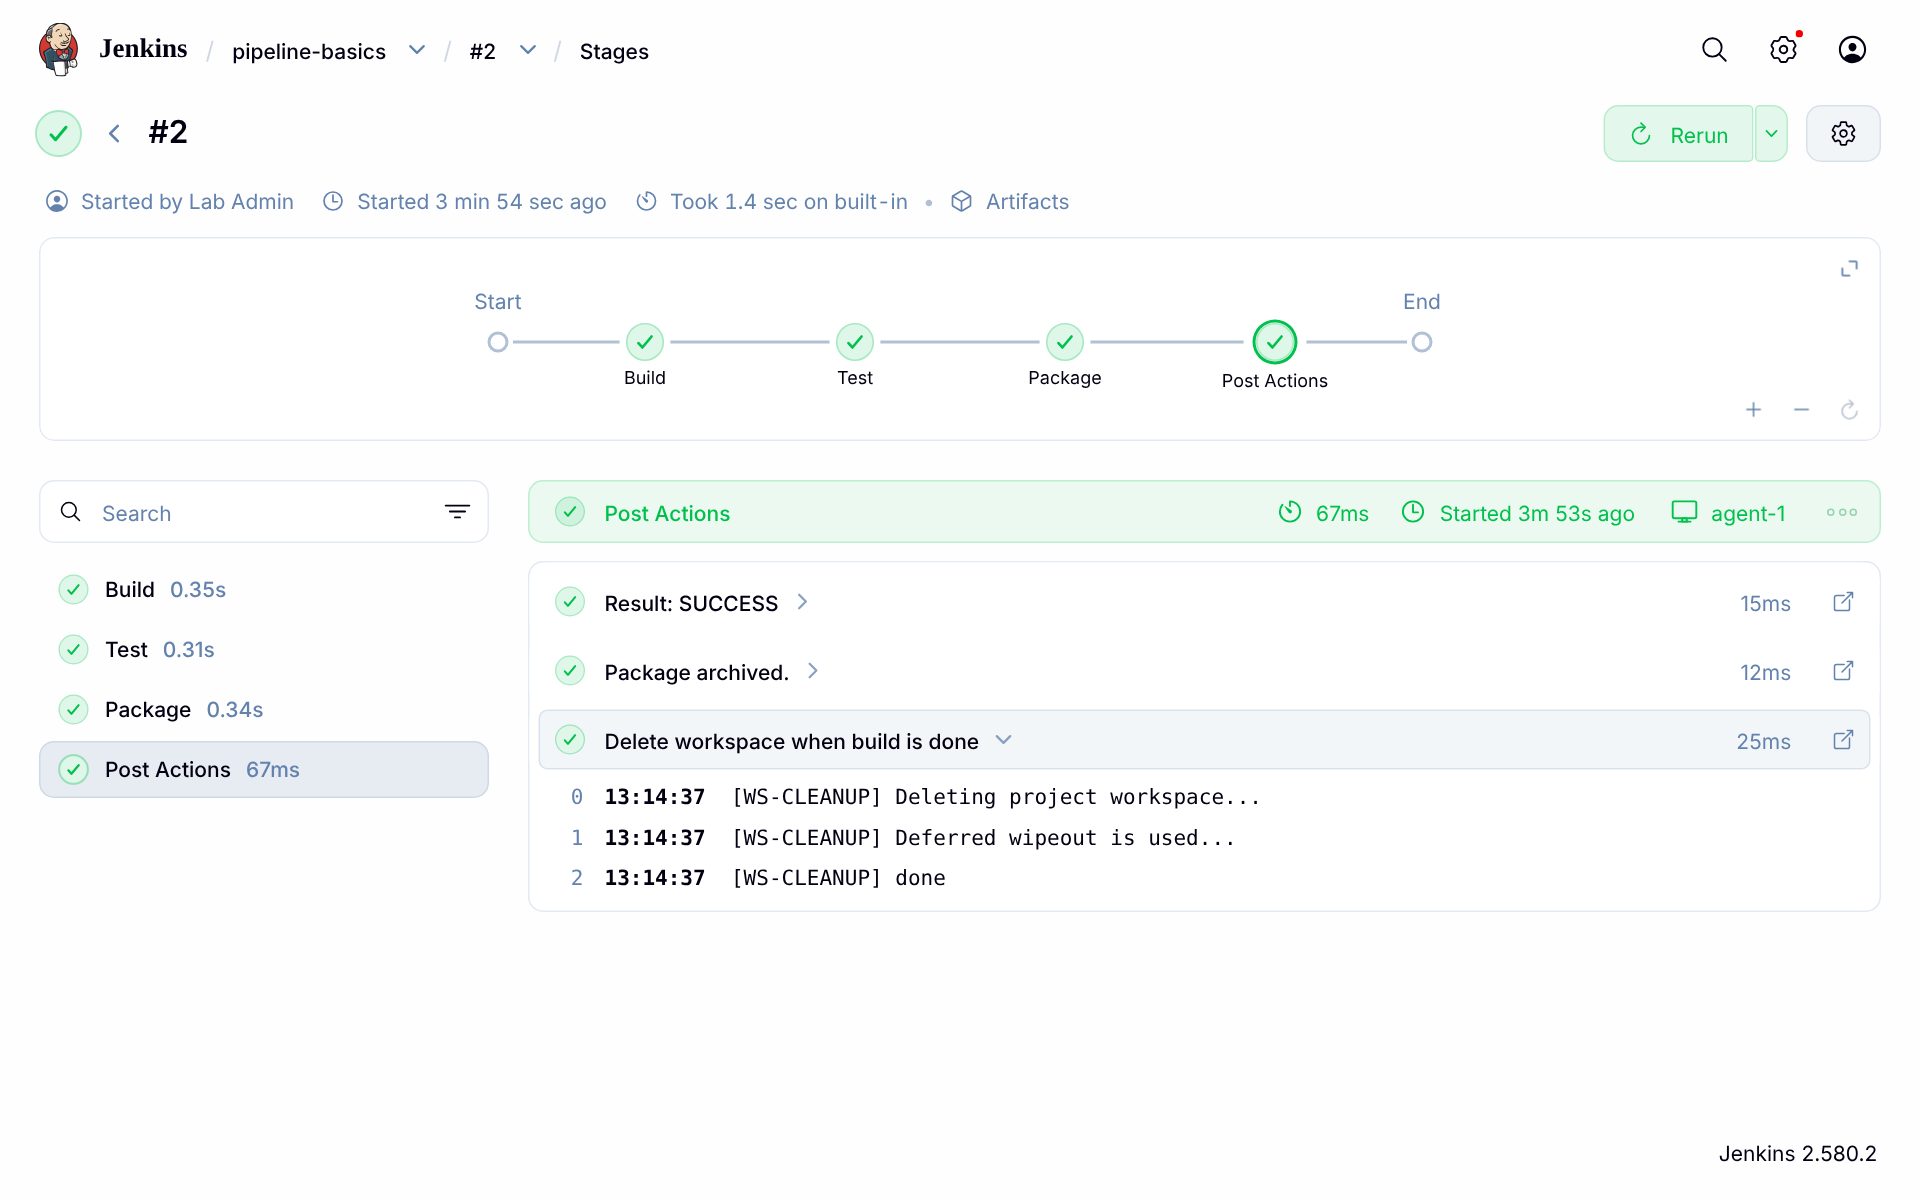 Jenkins / pipeline-basics / #2 / Stages
#2
Rerun
Started by Lab Admin Started 3 min 54 sec ago Took 1.4 sec on built-in • Artifacts
Start End
Build Test Package Post Actions
Search
Build 0.35s
Test 0.31s
Package 0.34s
Post Actions 67ms
Post Actions 67ms Started 3m 53s ago agent-1
Result: SUCCESS 15ms
Package archived. 12ms
Delete workspace when build is done 25ms
0 13:14:37 [WS-CLEANUP] Deleting project workspace...
1 13:14:37 [WS-CLEANUP] Deferred wipeout is used...
2 13:14:37 [WS-CLEANUP] done
Jenkins 2.580.2